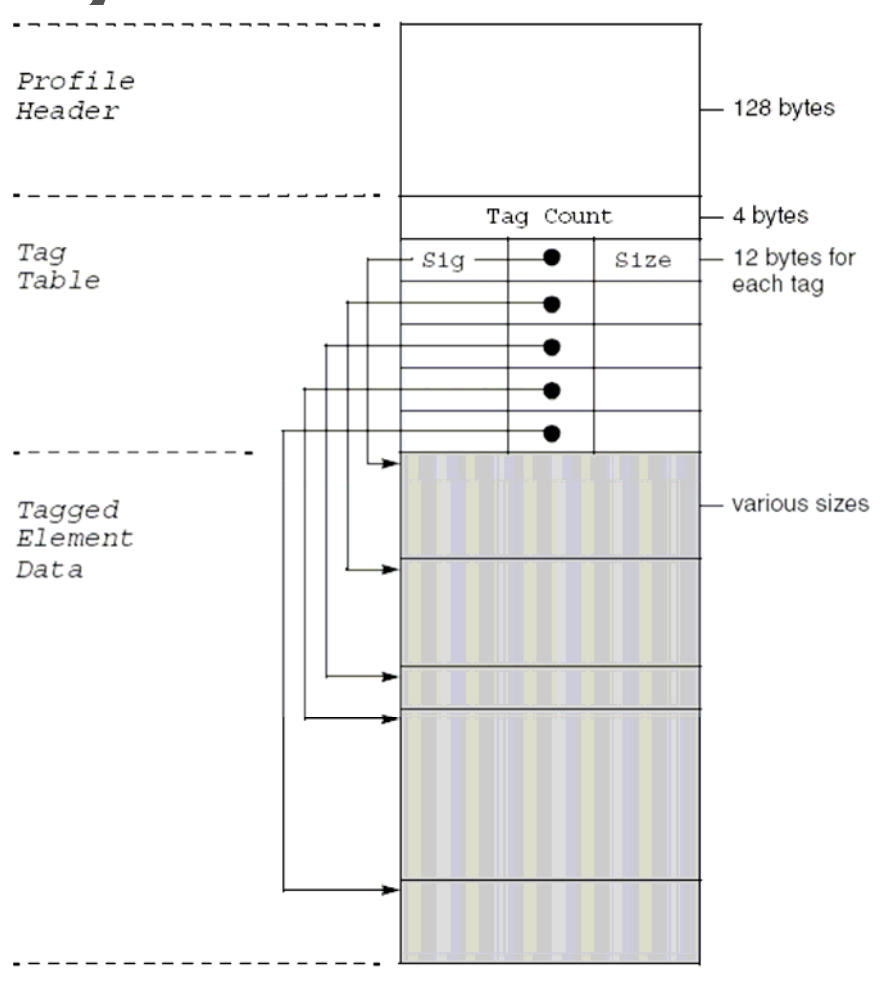 Profile
Header
128 bytes
Tag Count
4 bytes
Tag
Table
Sig
Size
12 bytes for
each tag
Tagged
Element
Data
various sizes